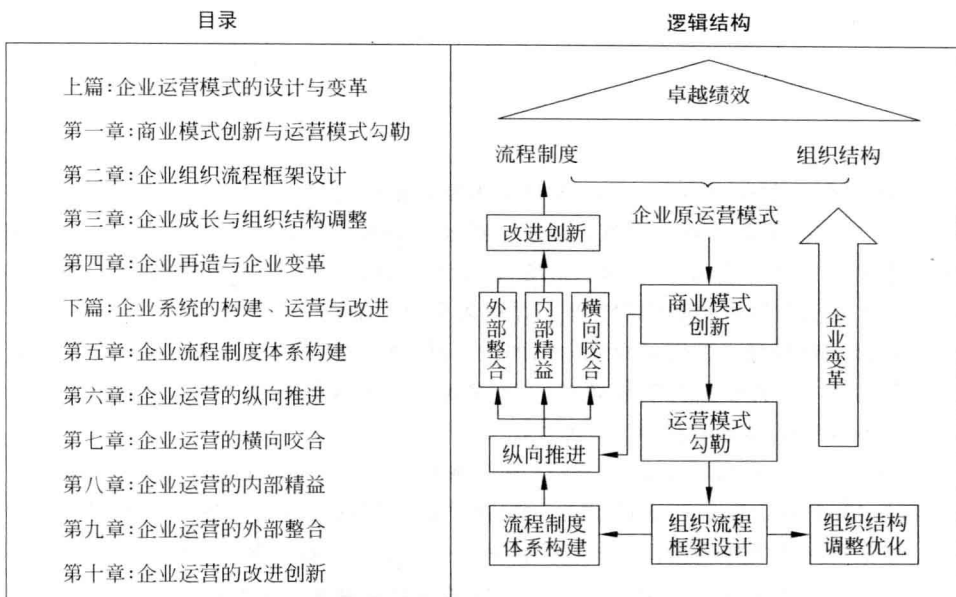 目录
上篇:企业运营模式的设计与变革
第一章:商业模式创新与运营模式勾勒
第二章:企业组织流程框架设计
第三章:企业成长与组织结构调整
第四章:企业再造与企业变革
下篇:企业系统的构建、运营与改进
第五章:企业流程制度体系构建
第六章:企业运营的纵向推进
第七章:企业运营的横向咬合
第八章:企业运营的内部精益
第九章:企业运营的外部整合
第十章:企业运营的改进创新
逻辑结构
卓越绩效
流程制度
组织结构
企业原运营模式
改进创新
外部整合
内部精益
横向咬合
商业模式
创新
企业变革
运营模式
勾勒
纵向推进
流程制度
体系构建
组织流程
框架设计
组织结构
调整优化